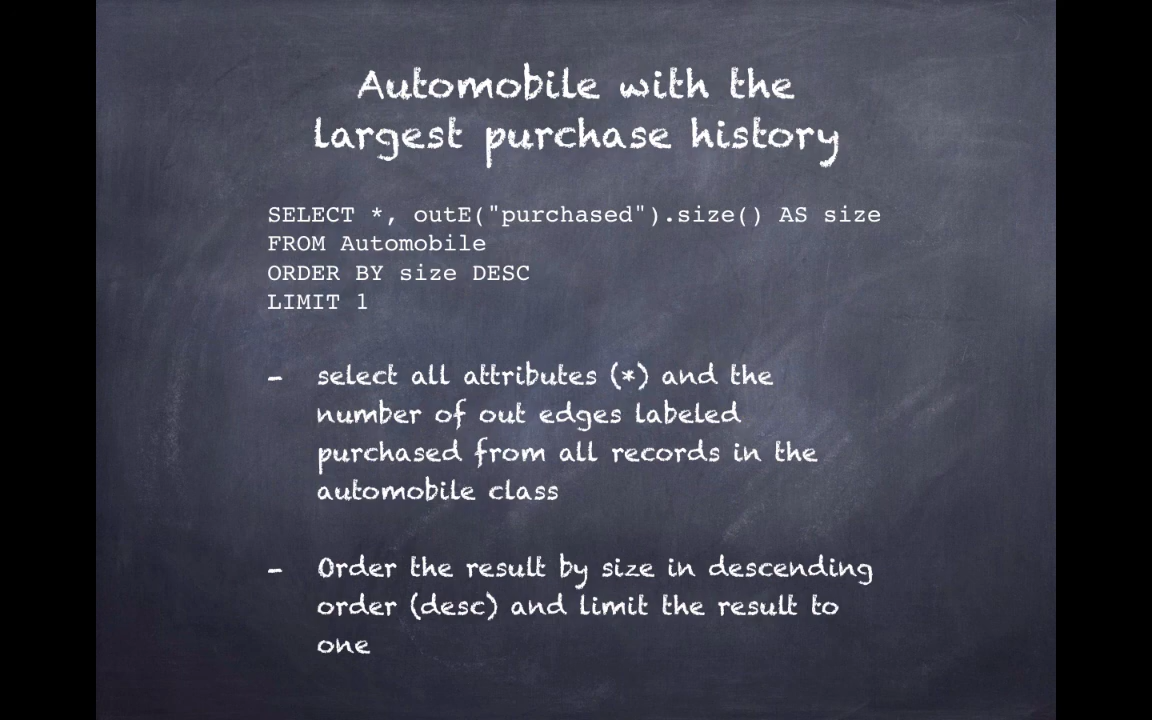 Automobile with the
largest purchase history
SELECT *, outE("purchased").size() AS size
FROM Automobile
ORDER BY size DESC
LIMIT 1
- select all attributes (*) and the
number of out edges labeled
purchased from all records in the
automobile class
- Order the result by size in descending
order (desc) and limit the result to
one